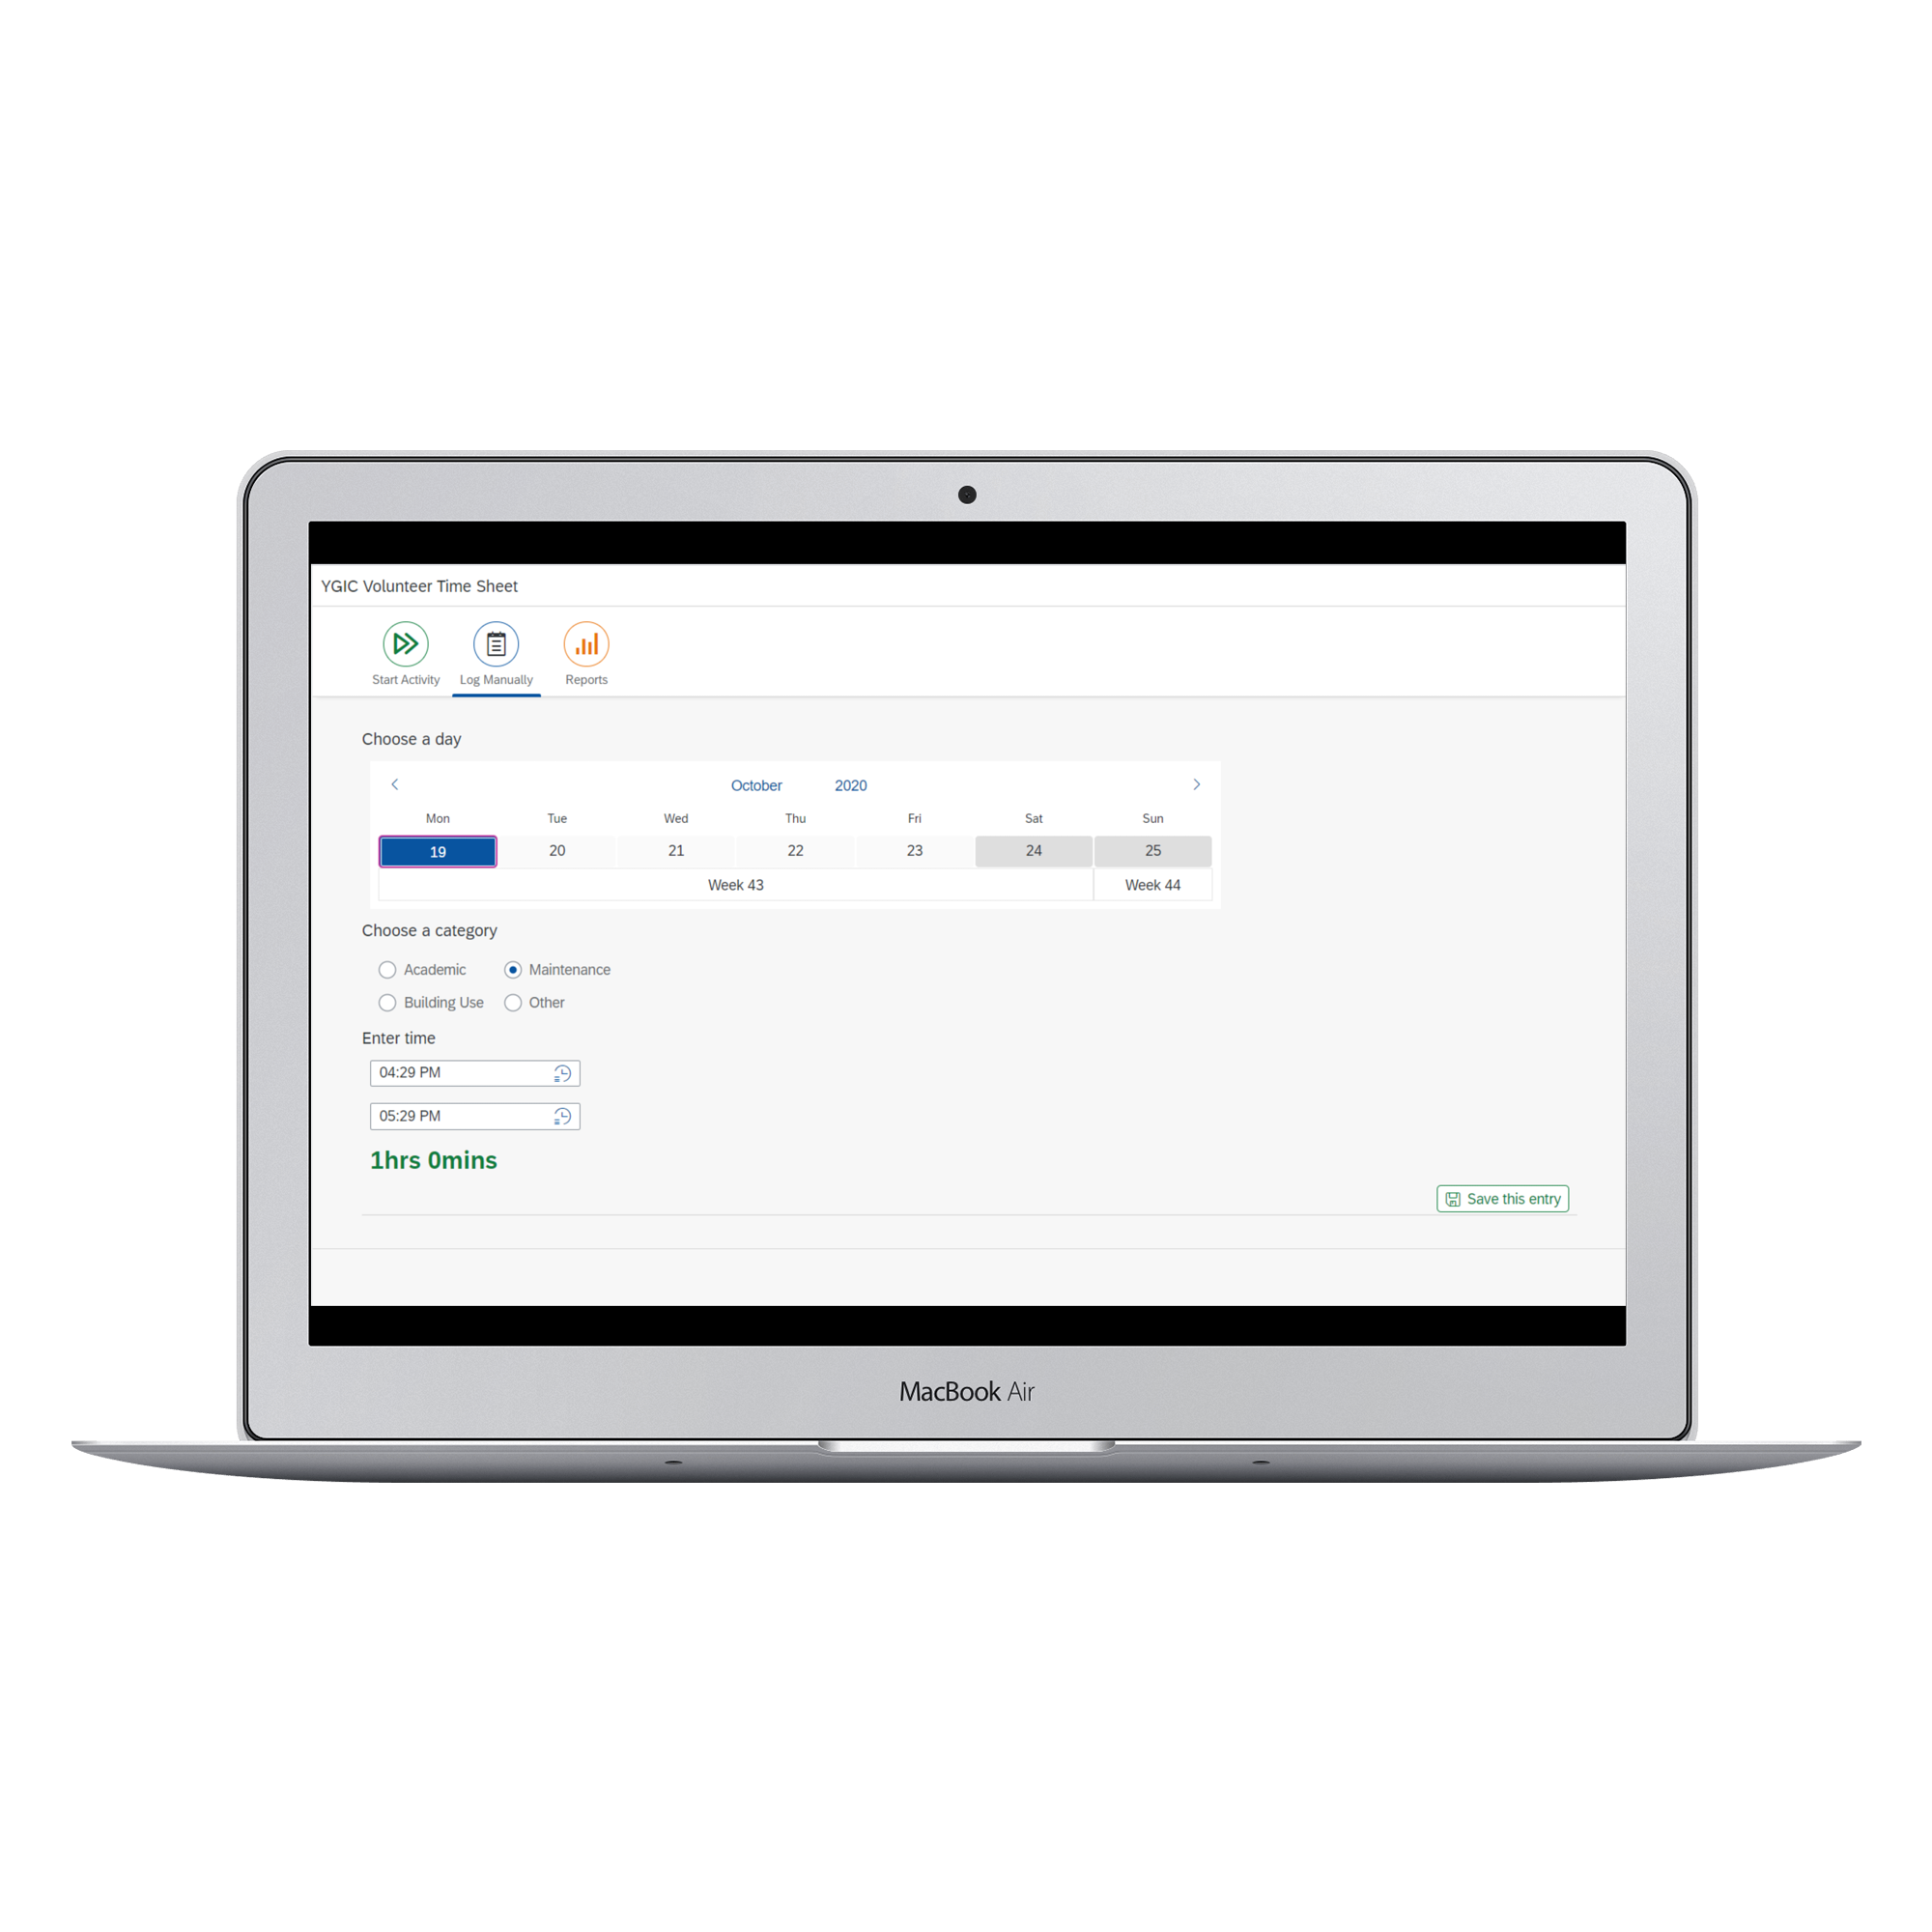 YGIC Volunteer Time Sheet
Start Activity Log Manually Reports
Choose a day
October 2020
Mon Tue Wed Thu Fri Sat Sun
19 20 21 22 23 24 25
Week 43 Week 44
Choose a category
Academic Maintenance
Building Use Other
Enter time
04:29 PM
05:29 PM
1hrs 0mins
Save this entry
MacBook Air